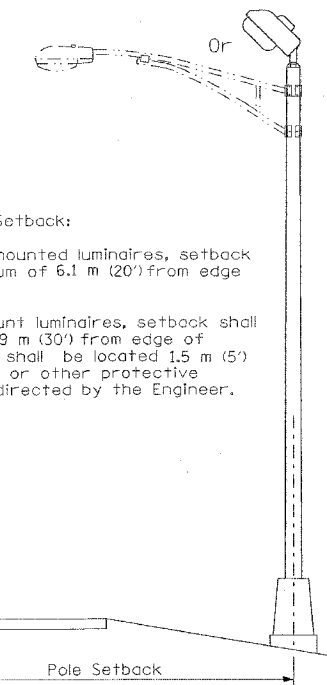 Or
Setback:
mounted luminaires, setback
um of 6.1 m (20') from edge
unt luminaires, setback shall
9 m (30') from edge of
shall be located 1.5 m (5')
or other protective
directed by the Engineer.
Pole Setback